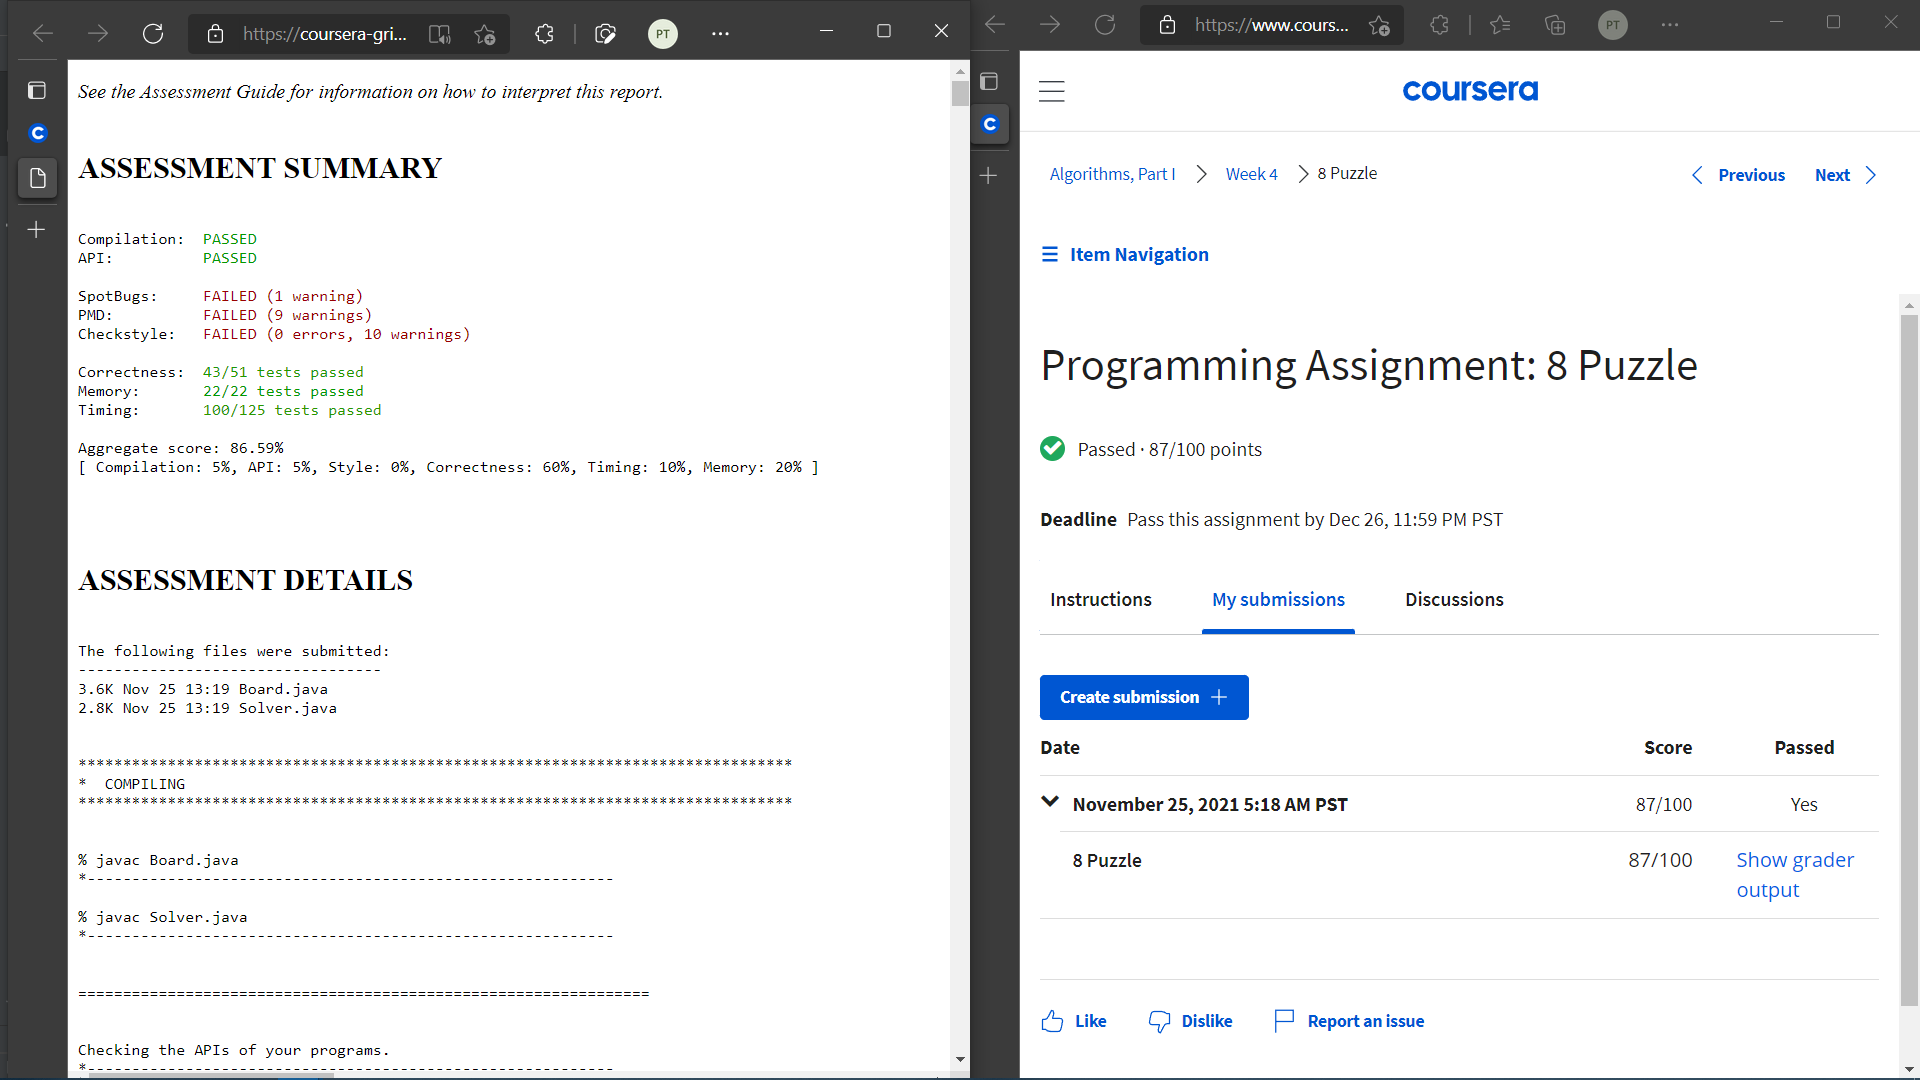 https://coursera-gri...
PT
See the Assessment Guide for information on how to interpret this report.
ASSESSMENT SUMMARY
Compilation: PASSED
API: PASSED
SpotBugs: FAILED (1 warning)
PMD: FAILED (9 warnings)
Checkstyle: FAILED (0 errors, 10 warnings)
Correctness: 43/51 tests passed
Memory: 22/22 tests passed
Timing: 100/125 tests passed
Aggregate score: 86.59%
[ Compilation: 5%, API: 5%, Style: 0%, Correctness: 60%, Timing: 10%, Memory: 20% ]
ASSESSMENT DETAILS
The following files were submitted:
----------------------------------
3.6K Nov 25 13:19 Board.java
2.8K Nov 25 13:19 Solver.java
********************************************************************************
* COMPILING
********************************************************************************
% javac Board.java
*-----------------------------------------------------------
% javac Solver.java
*-----------------------------------------------------------
================================================================
Checking the APIs of your programs.
*-----------------------------------------------------------
https://www.cours...
PT
coursera
Algorithms, Part I > Week 4 > 8 Puzzle
Previous Next
Item Navigation
Programming Assignment: 8 Puzzle
Passed · 87/100 points
Deadline Pass this assignment by Dec 26, 11:59 PM PST
Instructions My submissions Discussions
Create submission +
Date Score Passed
November 25, 2021 5:18 AM PST 87/100 Yes
8 Puzzle 87/100 Show grader
output
Like Dislike Report an issue